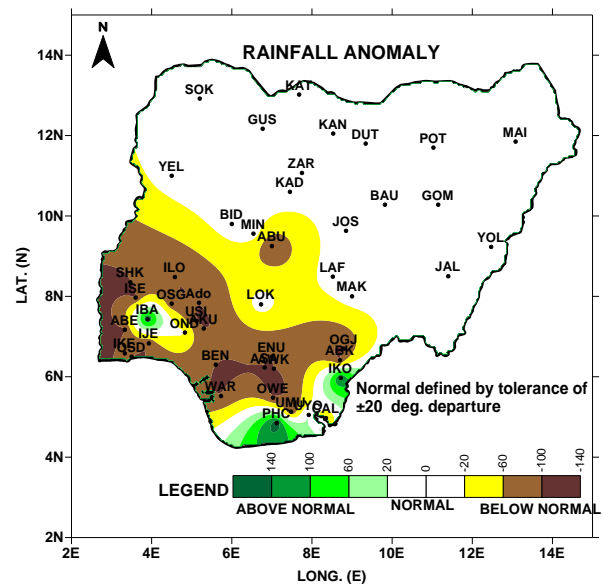 14N
N
RAINFALL ANOMALY
KAT
SOK
GUS
KAN
DUT
POT
MAI
12N
ZAR
YEL
KAD
BAU
GOM
10N
BID
MIN
JOS
ABU
YOL
LAT. (N)
SHK
ILO
LAF
JAL
ISE
MAK
8N
OSG
Ado
LOK
IBA
USI
AKU
ABE
OND
IJE
ENU
OGJ
IKE
OSD
BEN
AWK
ABK
IKO
6N
WAR
OWE
Normal defined by tolerance of
±20 deg. departure
UMU
UYO
CAL
PHC
140
100
60
20
0
-20
-60
-100
-140
4N
LEGEND
ABOVE NORMAL
NORMAL
BELOW NORMAL
2N
2E
4E
6E
8E
10E
12E
14E
LONG. (E)